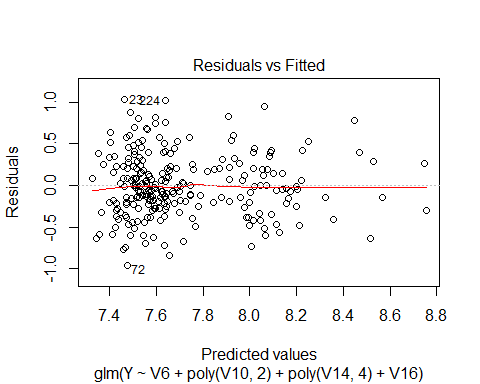 Residuals vs Fitted
Residuals
1.0
0.5
0.0
-0.5
-1.0
23
224
72
7.4 7.6 7.8 8.0 8.2 8.4 8.6 8.8
Predicted values
glm(Y ~ V6 + poly(V10, 2) + poly(V14, 4) + V16)